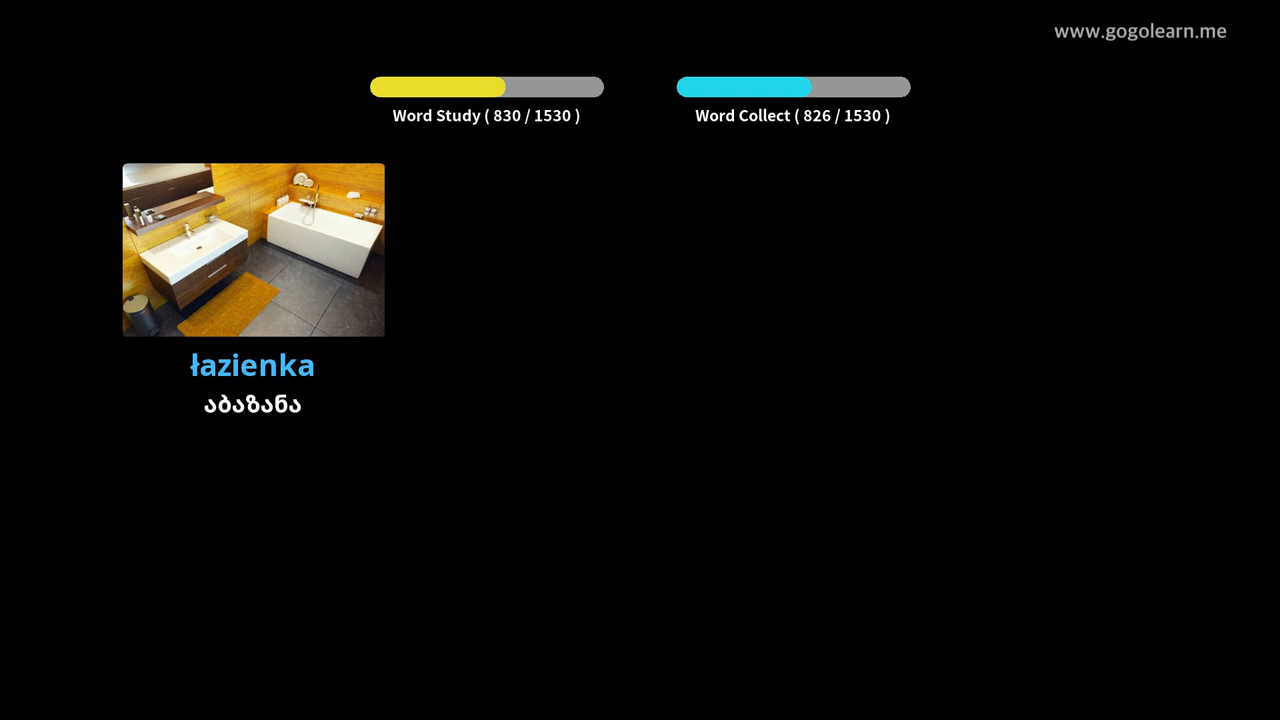 www.gogolearn.me
Word Study ( 830 / 1530 )
Word Collect ( 826 / 1530 )
łazienka
აბაზანა